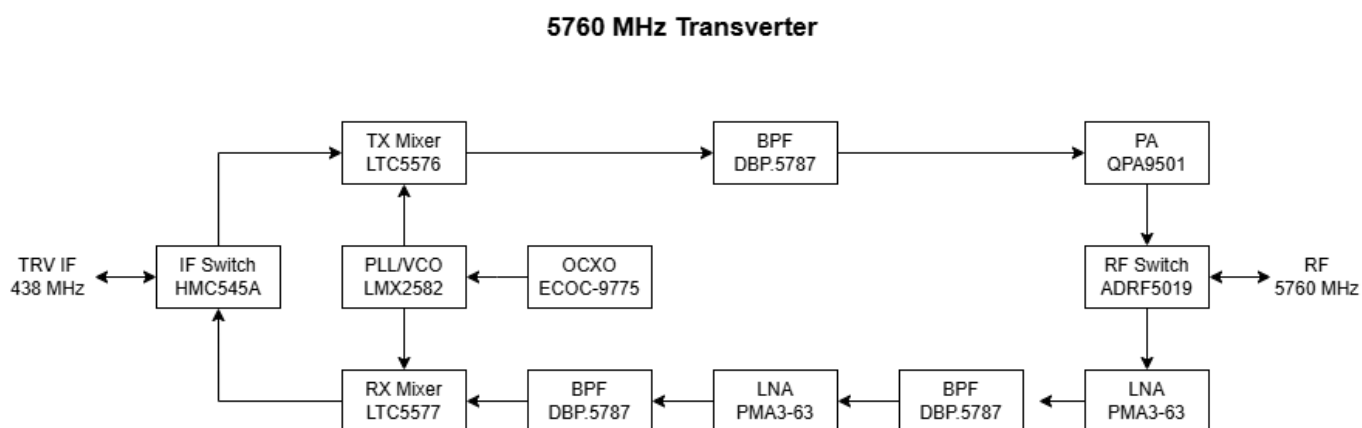 5760 MHz Transverter
TX Mixer
LTC5576
BPF
DBP.5787
PA
QPA9501
TRV IF
438 MHz
IF Switch
HMC545A
PLL/VCO
LMX2582
OCXO
ECOC-9775
RF Switch
ADRF5019
RF
5760 MHz
RX Mixer
LTC5577
BPF
DBP.5787
LNA
PMA3-63
BPF
DBP.5787
LNA
PMA3-63